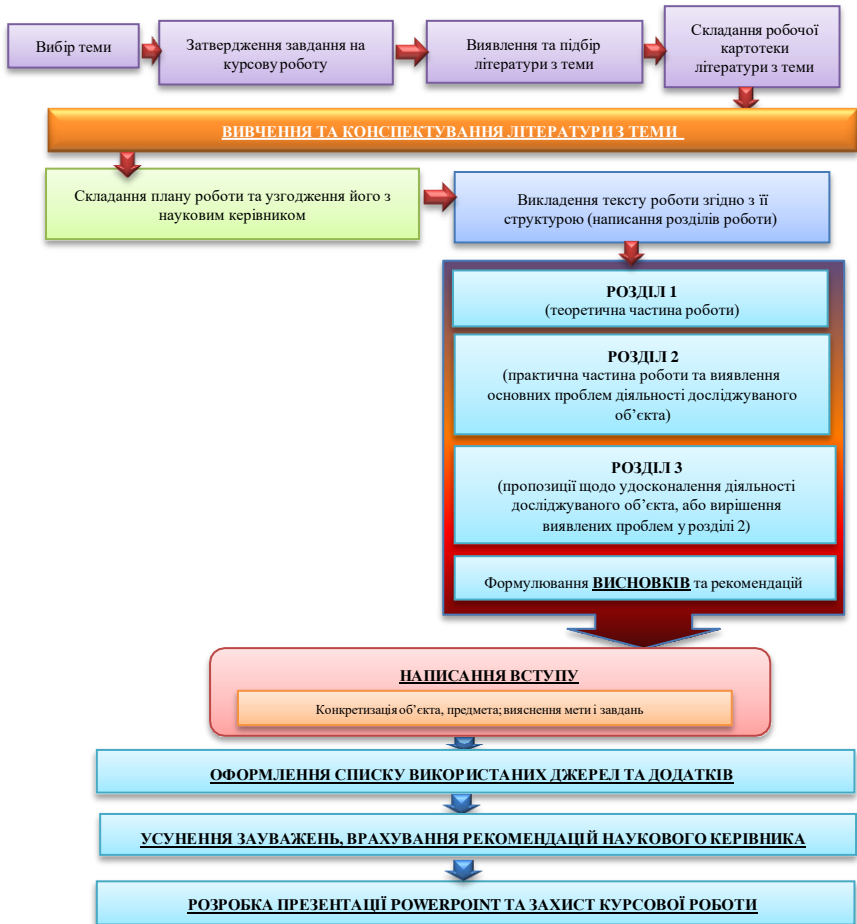 Вибір теми
Затвердження завдання на
курсову роботу
Виявлення та підбір
літератури з теми
Складання робочої
картотеки
літератури з теми
ВИВЧЕННЯ ТА КОНСПЕКТУВАННЯ ЛІТЕРАТУРИ З ТЕМИ
Складання плану роботи та узгодження його з
науковим керівником
Викладення тексту роботи згідно з її
структурою (написання розділів роботи)
РОЗДІЛ 1
(теоретична частина роботи)
РОЗДІЛ 2
(практична частина роботи та виявлення
основних проблем діяльності досліджуваного
об’єкта)
РОЗДІЛ 3
(пропозиції щодо удосконалення діяльності
досліджуваного об’єкта, або вирішення
виявлених проблем у розділі 2)
Формулювання ВИСНОВКІВ та рекомендацій
НАПИСАННЯ ВСТУПУ
Конкретизація об’єкта, предмета; вияснення мети і завдань
ОФОРМЛЕННЯ СПИСКУ ВИКОРИСТАНИХ ДЖЕРЕЛ ТА ДОДАТКІВ
УСУНЕННЯ ЗАУВАЖЕНЬ, ВРАХУВАННЯ РЕКОМЕНДАЦІЙ НАУКОВОГО КЕРІВНИКА
РОЗРОБКА ПРЕЗЕНТАЦІЇ POWERPOINT ТА ЗАХИСТ КУРСОВОЇ РОБОТИ